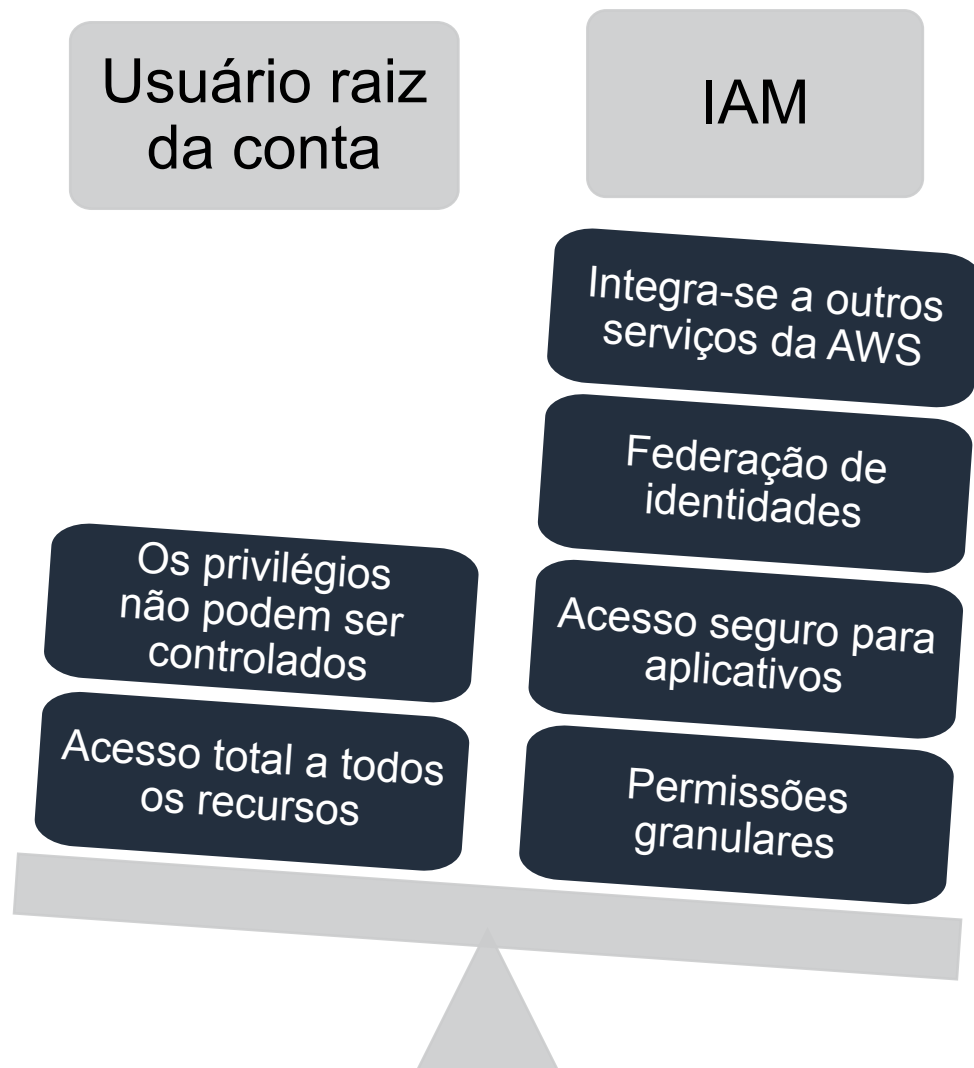 Usuário raiz
da conta
IAM
Integra-se a outros
serviços da AWS
Federação de
identidades
Os privilégios
não podem ser
controlados
Acesso seguro para
aplicativos
Acesso total a todos
os recursos
Permissões
granulares